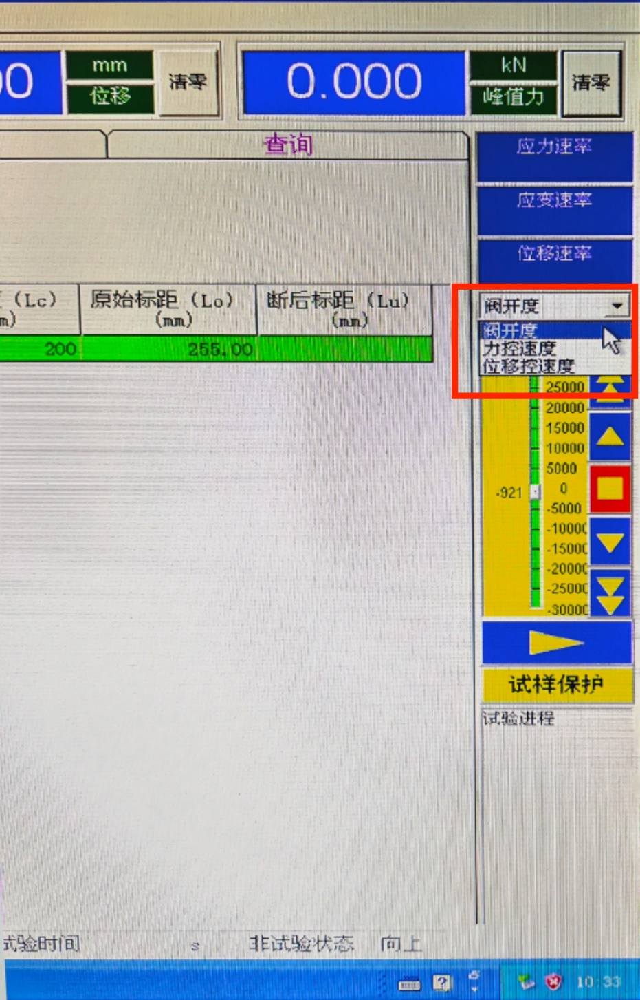 mm
位移
清零
0.000
kN
峰值力
清零
查询
应力速率
应变速率
位移速率
(Lc)
原始标距 (Lo)
(mm)
断后标距 (Lu)
(mm)
200
255.00
阀开度
阀开度
力控速度
位移控速度
25000
20000
15000
10000
5000
0
-921
-5000
-10000
-15000
-20000
-25000
-30000
试样保护
试验进程
试验时间
s
非试验状态
向上
10:33